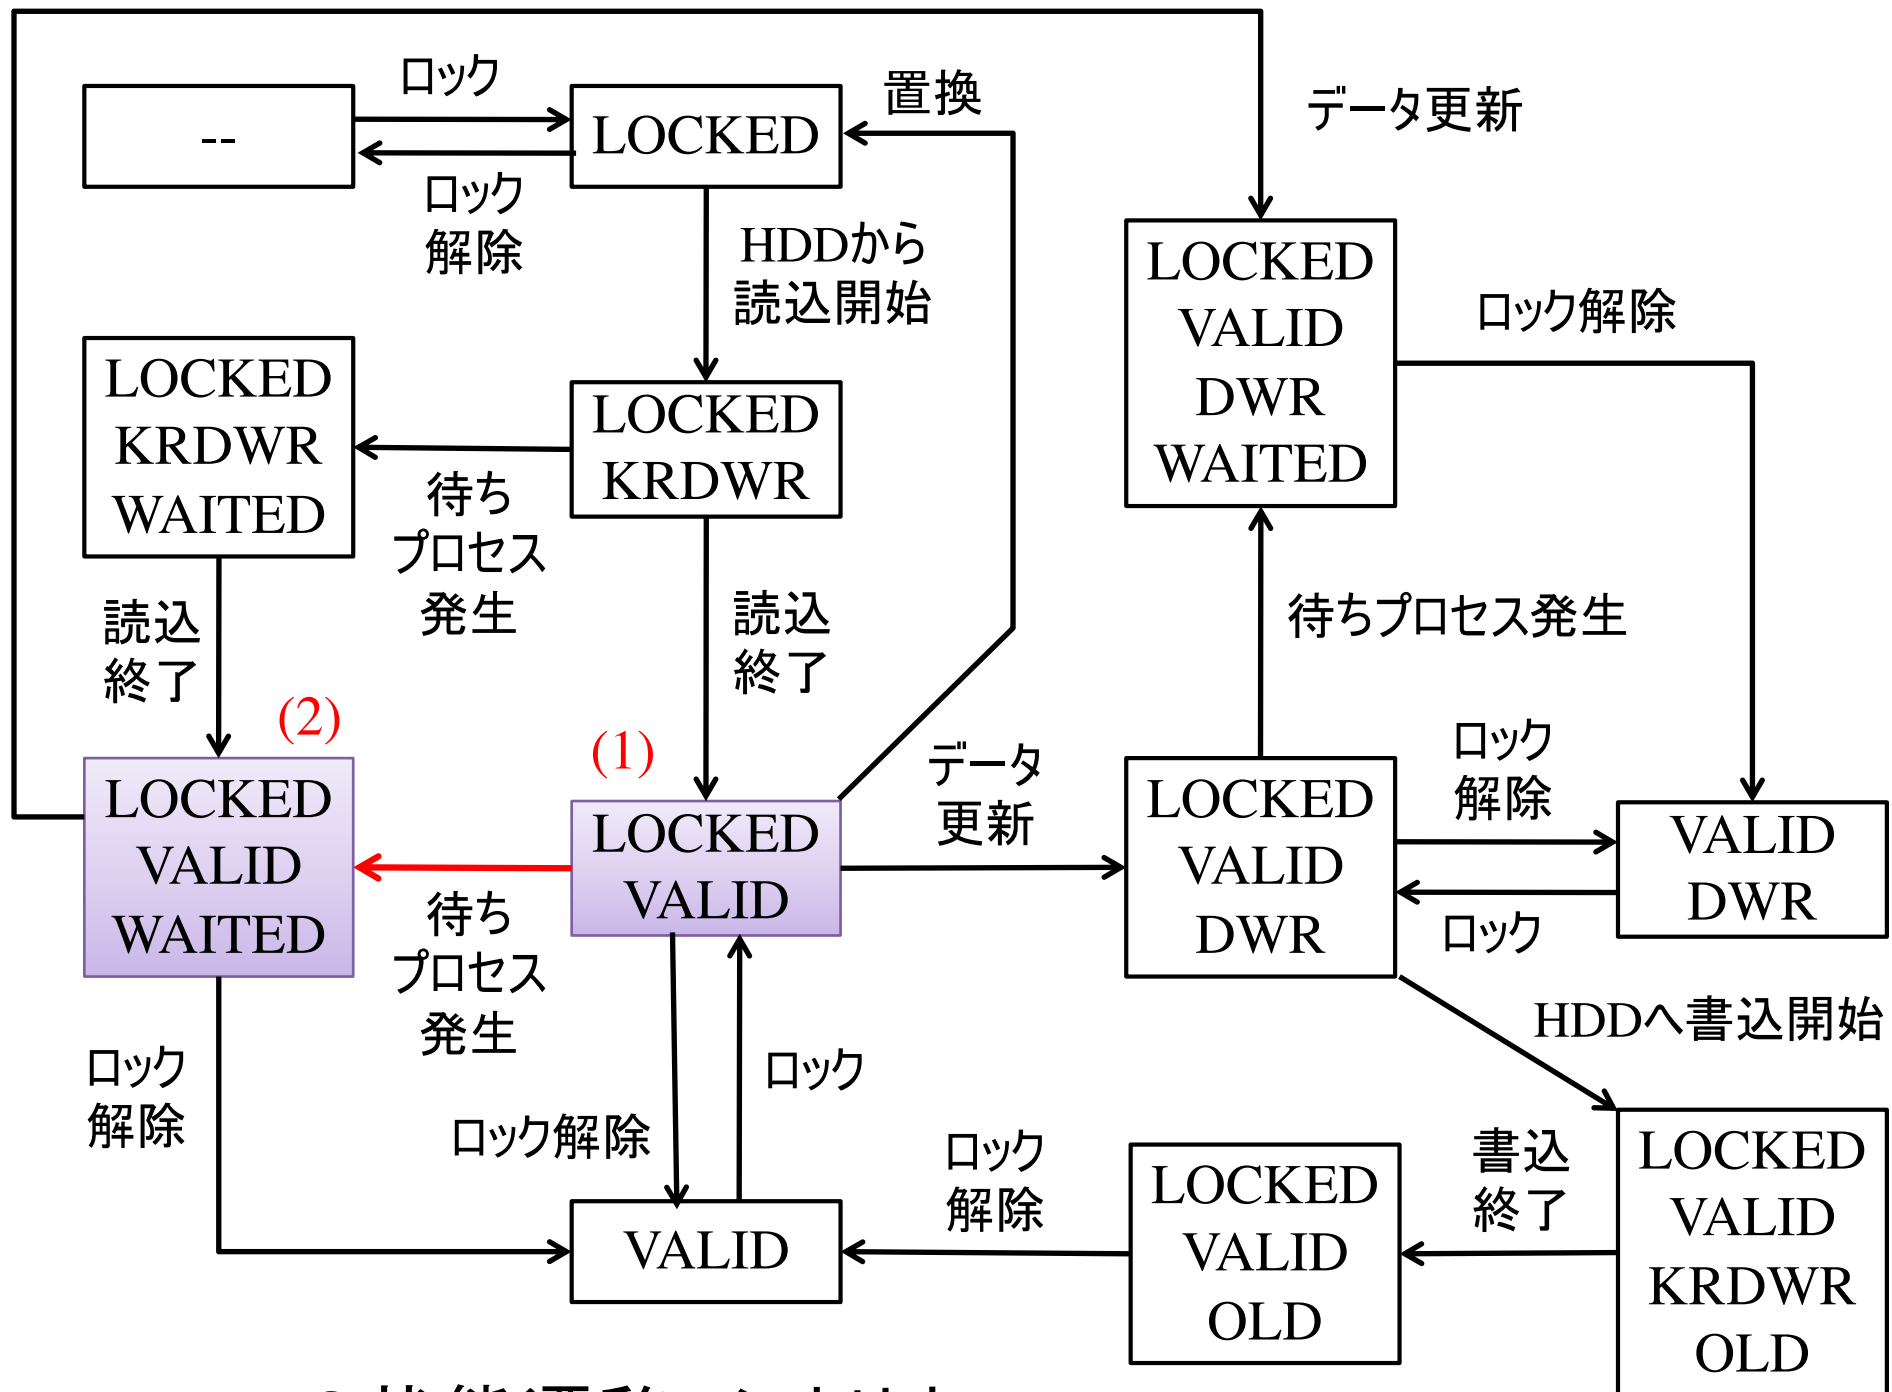 ロック
置換
データ更新
--
LOCKED
ロック
解除
HDDから
読込開始
LOCKED
VALID
DWR
WAITED
ロック解除
LOCKED
KRDWR
WAITED
LOCKED
KRDWR
待ち
プロセス
発生
読込
終了
読込
終了
待ちプロセス発生
(2)
(1)
データ
更新
ロック
解除
LOCKED
VALID
WAITED
LOCKED
VALID
LOCKED
VALID
DWR
VALID
DWR
ロック
待ち
プロセス
発生
HDDへ書込開始
ロック
解除
ロック
ロック解除
ロック
解除
書込
終了
VALID
LOCKED
VALID
OLD
LOCKED
VALID
KRDWR
OLD